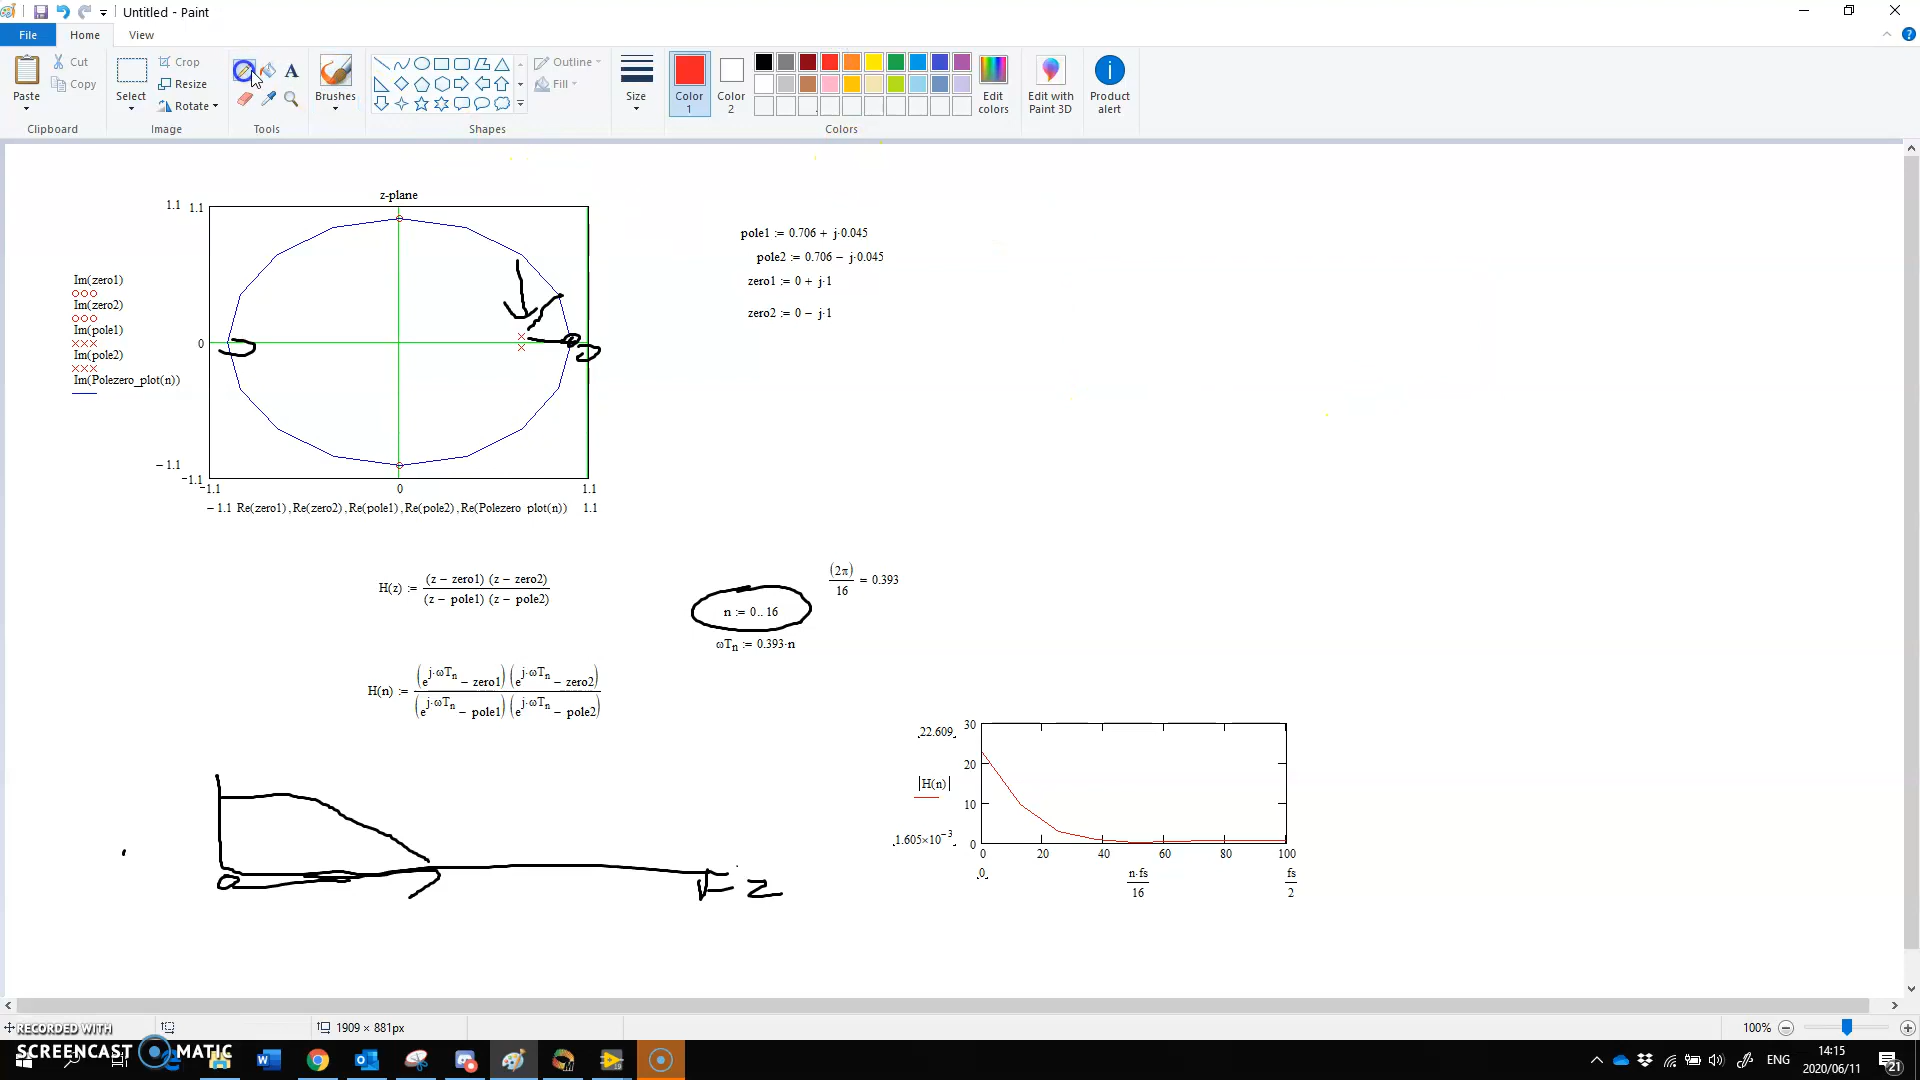 Untitled - Paint
File Home View
Paste Cut Copy Clipboard
Select Crop Resize Rotate Image
Tools
Brushes
Outline Fill Shapes
Size
Color 1 Color 2
Edit colors
Colors
Edit with Paint 3D
Product alert
z-plane
1.1 1.1
Im(zero1)
Im(zero2)
Im(pole1)
Im(pole2)
Im(Polezero_plot(n))
0
−1.1
−1.1
−1.1 0 1.1
−1.1 Re(zero1), Re(zero2), Re(pole1), Re(pole2), Re(Polezero plot(n)) 1.1
pole1 := 0.706 + j·0.045
pole2 := 0.706 − j·0.045
zero1 := 0 + j·1
zero2 := 0 − j·1
H(z) := (z − zero1) (z − zero2)
(z − pole1) (z − pole2)
(2π)
16 = 0.393
n := 0.. 16
ωTn := 0.393·n
H(n) := (e^j·ωTn − zero1) (e^j·ωTn − zero2)
(e^j·ωTn − pole1) (e^j·ωTn − pole2)
22.609 30
20
|H(n)|
10
1.605×10^−3 0
0 20 40 60 80 100
0 n·fs
16
fs
2
0
100%
1909 × 881px
RECORDED WITH
SCREENCAST MATIC
ENG
14:15
2020/06/11
21